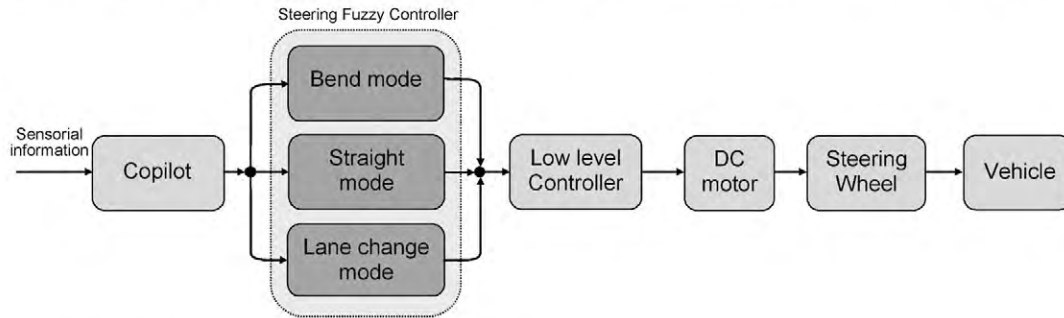 Steering Fuzzy Controller
Sensorial
information
Copilot
Bend mode
Straight
mode
Lane change
mode
Low level
Controller
DC
motor
Steering
Wheel
Vehicle